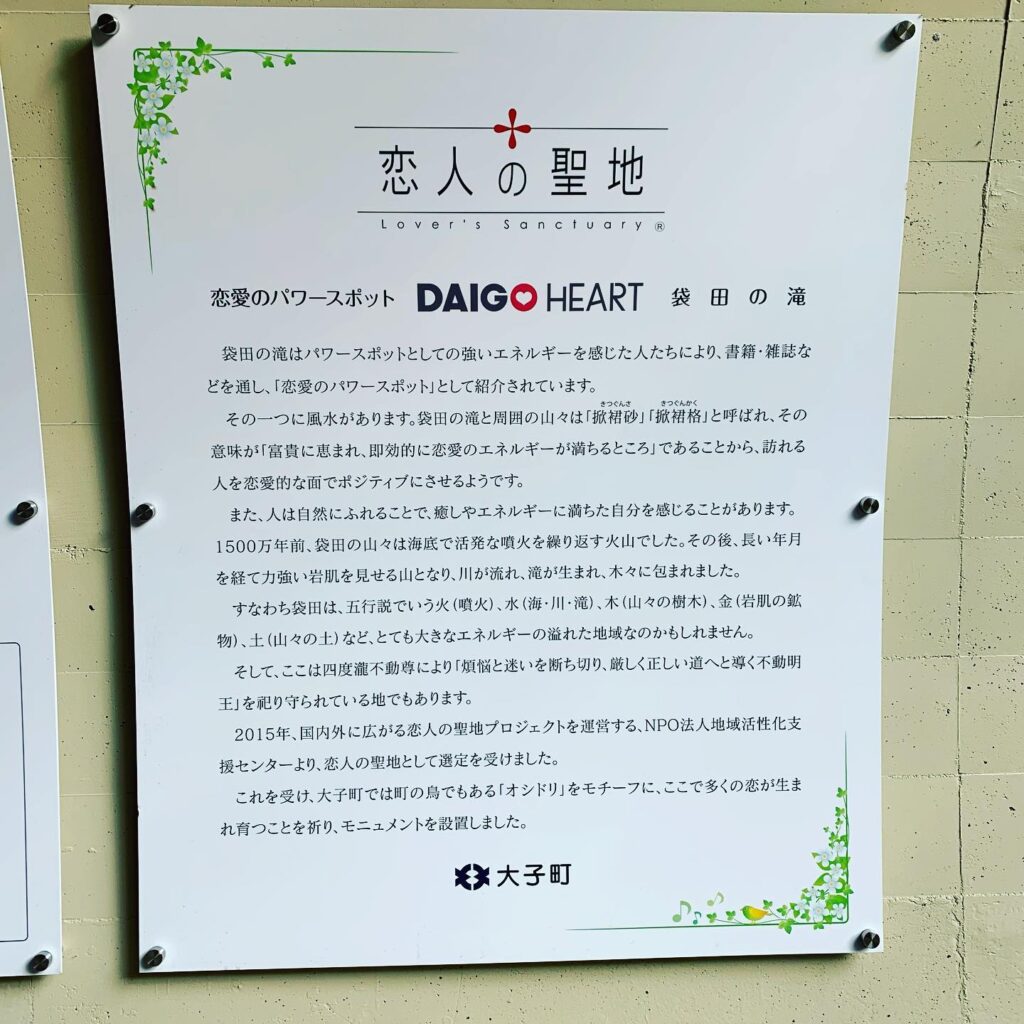 恋人の聖地
Lover's Sanctuary ®
恋愛のパワースポット DAIGO HEART 袋田の滝
袋田の滝はパワースポットとしての強いエネルギーを感じた人たちにより、書籍・雑誌な
どを通し、「恋愛のパワースポット」として紹介されています。
きつぐんさ きつぐんかく
その一つに風水があります。袋田の滝と周囲の山々は「掀裙砂」「掀裙格」と呼ばれ、その
意味が「富貴に恵まれ、即効的に恋愛のエネルギーが満ちるところ」であることから、訪れる
人を恋愛的な面でポジティブにさせるようです。
また、人は自然にふれることで、癒しやエネルギーに満ちた自分を感じることがあります。
1500万年前、袋田の山々は海底で活発な噴火を繰り返す火山でした。その後、長い年月
を経て力強い岩肌を見せる山となり、川が流れ、滝が生まれ、木々に包まれました。
すなわち袋田は、五行説でいう火(噴火)、水(海・川・滝)、木(山々の樹木)、金(岩肌の鉱
物)、土(山々の土)など、とても大きなエネルギーの溢れた地域なのかもしれません。
そして、ここは四度瀧不動尊により「煩悩と迷いを断ち切り、厳しく正しい道へと導く不動明
王」を祀り守られている地でもあります。
2015年、国内外に広がる恋人の聖地プロジェクトを運営する、NPO法人地域活性化支
援センターより、恋人の聖地として選定を受けました。
これを受け、大子町では町の鳥でもある「オシドリ」をモチーフに、ここで多くの恋が生ま
れ育つことを祈り、モニュメントを設置しました。
大子町